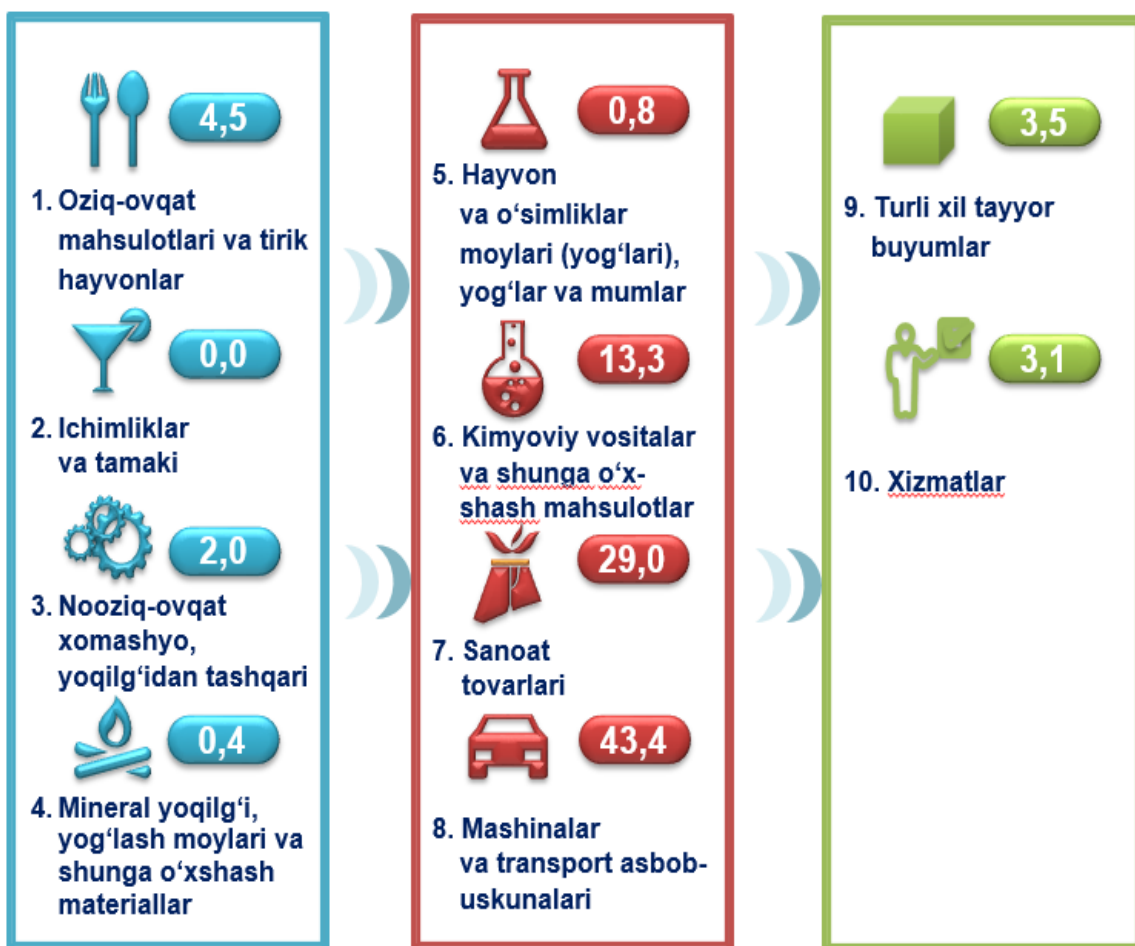 4,5
1. Oziq-ovqat
mahsulotlari va tirik
hayvonlar
0,0
2. Ichimliklar
va tamaki
2,0
3. Nooziq-ovqat
xomashyo,
yoqilg‘idan tashqari
0,4
4. Mineral yoqilg‘i,
yog‘lash moylari va
shunga o‘xshash
materiallar
0,8
5. Hayvon
va o‘simliklar
moylari (yog‘lari),
yog‘lar va mumlar
13,3
6. Kimyoviy vositalar
va shunga o‘x-
shash mahsulotlar
29,0
7. Sanoat
tovarlari
43,4
8. Mashinalar
va transport asbob-
uskunalari
3,5
9. Turli xil tayyor
buyumlar
3,1
10. Xizmatlar